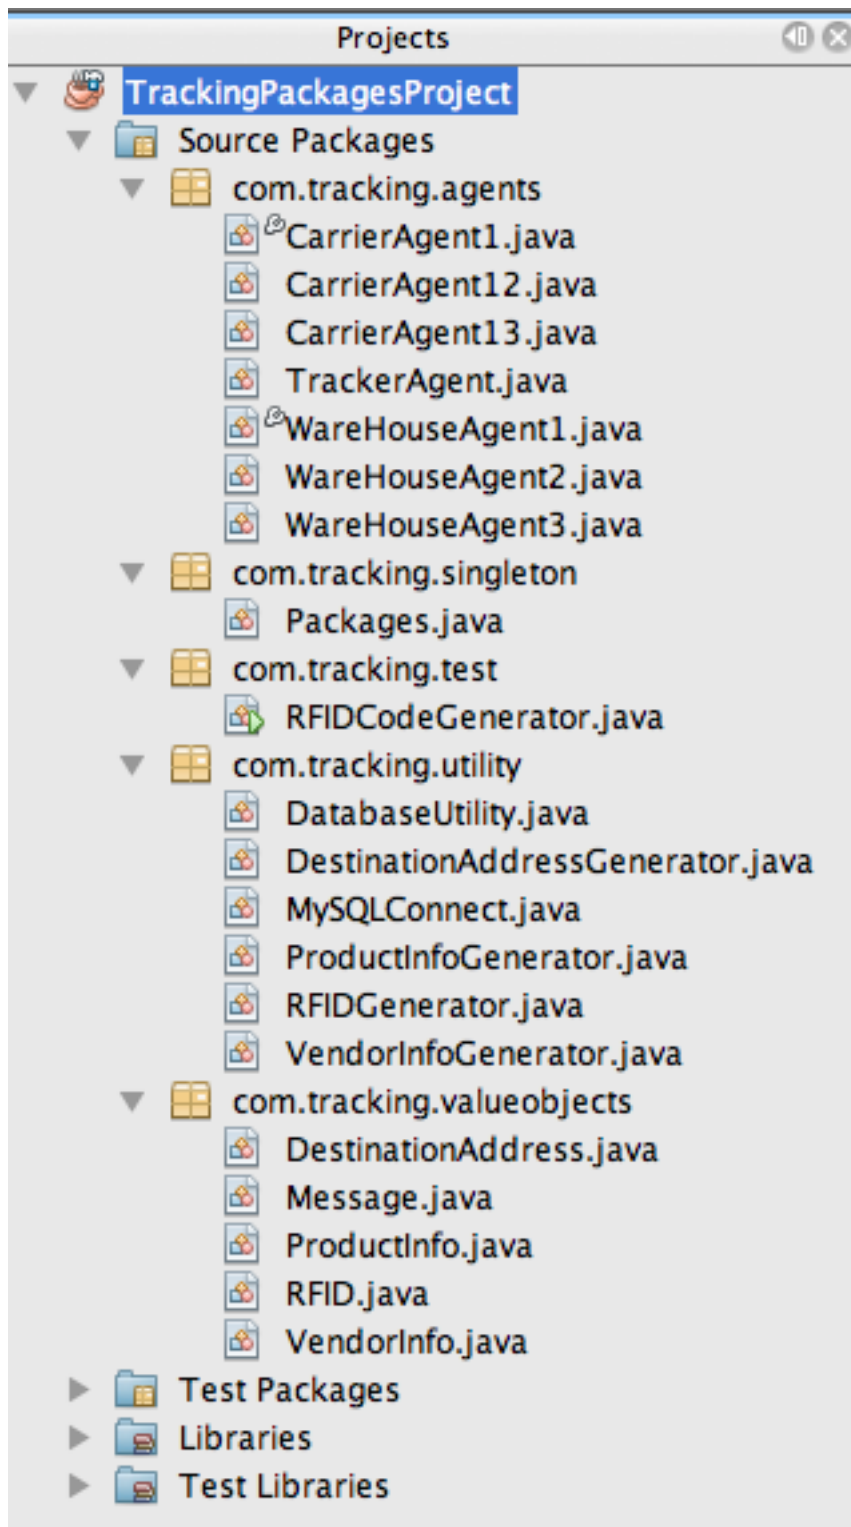 Projects
TrackingPackagesProject
Source Packages
com.tracking.agents
CarrierAgent1.java
CarrierAgent12.java
CarrierAgent13.java
TrackerAgent.java
WareHouseAgent1.java
WareHouseAgent2.java
WareHouseAgent3.java
com.tracking.singleton
Packages.java
com.tracking.test
RFIDCodeGenerator.java
com.tracking.utility
DatabaseUtility.java
DestinationAddressGenerator.java
MySQLConnect.java
ProductInfoGenerator.java
RFIDGenerator.java
VendorInfoGenerator.java
com.tracking.valueobjects
DestinationAddress.java
Message.java
ProductInfo.java
RFID.java
VendorInfo.java
Test Packages
Libraries
Test Libraries